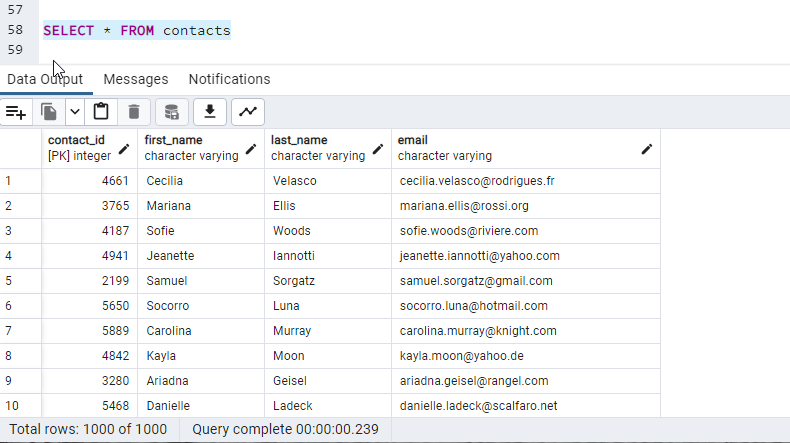 57
58 SELECT * FROM contacts
59
Data Output Messages Notifications
contact_id first_name last_name email
[PK] integer character varying character varying character varying
1 4661 Cecilia Velasco cecilia.velasco@rodrigues.fr
2 3765 Mariana Ellis mariana.ellis@rossi.org
3 4187 Sofie Woods sofie.woods@riviere.com
4 4941 Jeanette Iannotti jeanette.iannotti@yahoo.com
5 2199 Samuel Sorgatz samuel.sorgatz@gmail.com
6 5650 Socorro Luna socorro.luna@hotmail.com
7 5889 Carolina Murray carolina.murray@knight.com
8 4842 Kayla Moon kayla.moon@yahoo.de
9 3280 Ariadna Geisel ariadna.geisel@rangel.com
10 5468 Danielle Ladeck danielle.ladeck@scalfaro.net
Total rows: 1000 of 1000 Query complete 00:00:00.239